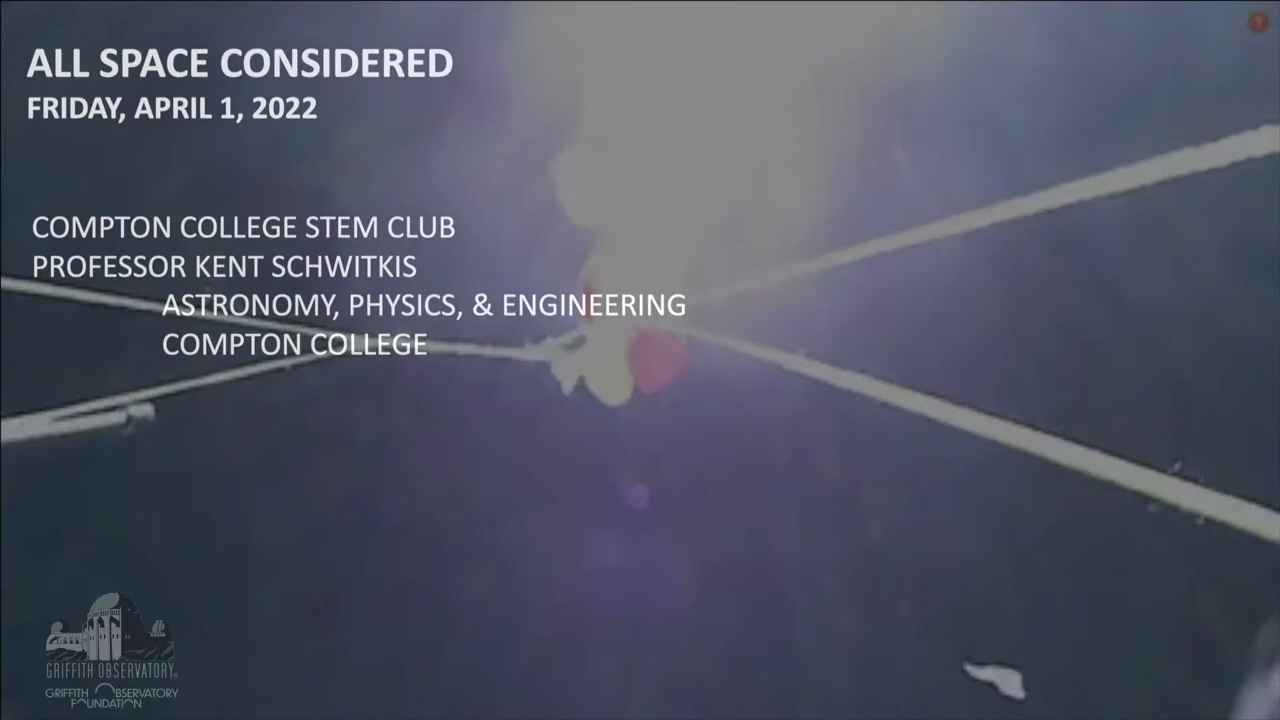 ALL SPACE CONSIDERED
FRIDAY, APRIL 1, 2022
COMPTON COLLEGE STEM CLUB
PROFESSOR KENT SCHWITKIS
ASTRONOMY, PHYSICS, & ENGINEERING
COMPTON COLLEGE
GRIFFITH OBSERVATORY
GRIFFITH OBSERVATORY
FOUNDATION